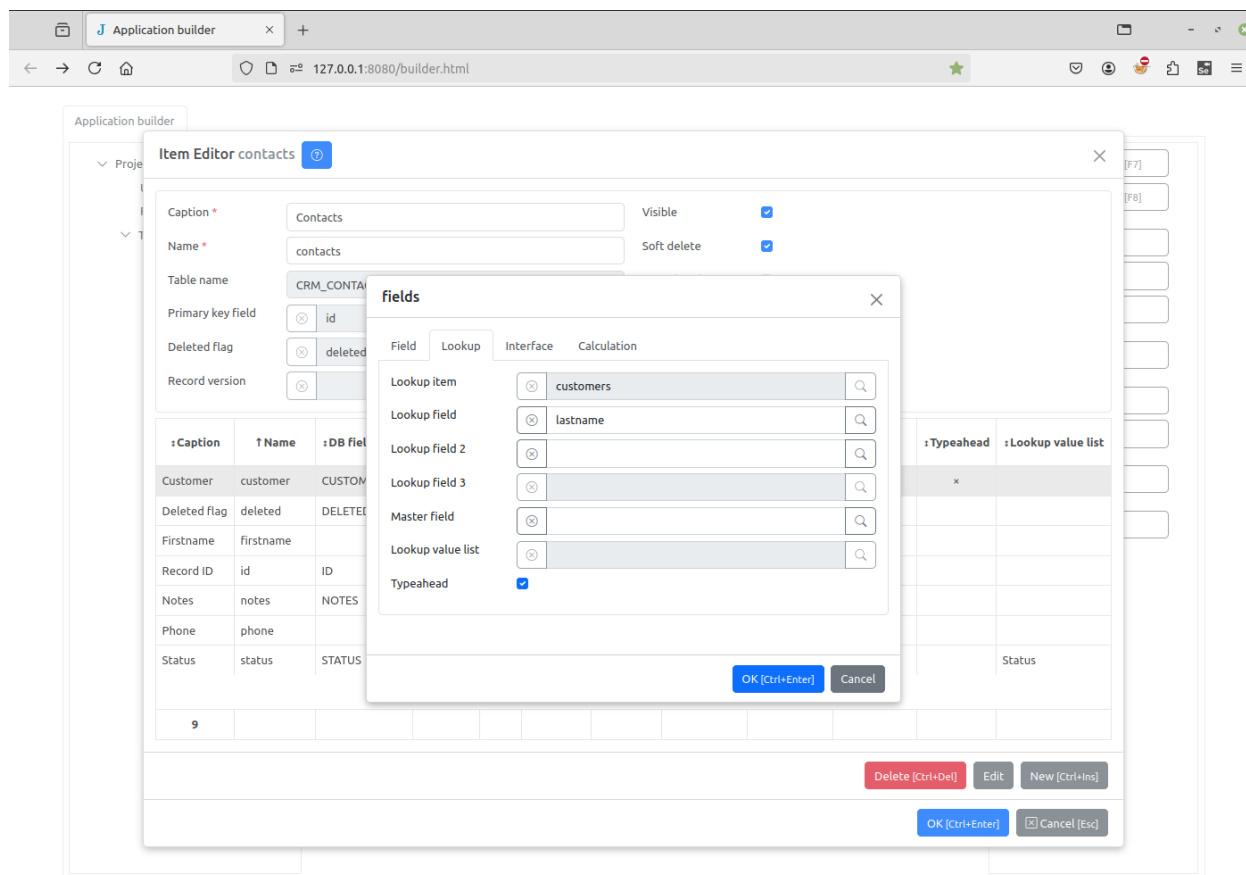 Application builder
127.0.0.1:8080/builder.html
Application builder
Item Editor contacts
Caption *
Contacts
Visible
Name *
contacts
Soft delete
Table name
Primary key field
id
Deleted flag
deleted
Record version
fields
Field Lookup Interface Calculation
Lookup item
customers
Lookup field
lastname
Lookup field 2
Lookup field 3
Master field
Lookup value list
Typeahead
OK [Ctrl+Enter] Cancel
Caption Name Typeahead Lookup value list
Customer customer ×
Deleted flag deleted
Firstname firstname
Record ID id ID
Notes notes NOTES
Phone phone
Status status STATUS Status
9
Delete [Ctrl+Del] Edit New [Ctrl+Ins]
OK [Ctrl+Enter] Cancel [Esc]
[F7]
[F8]